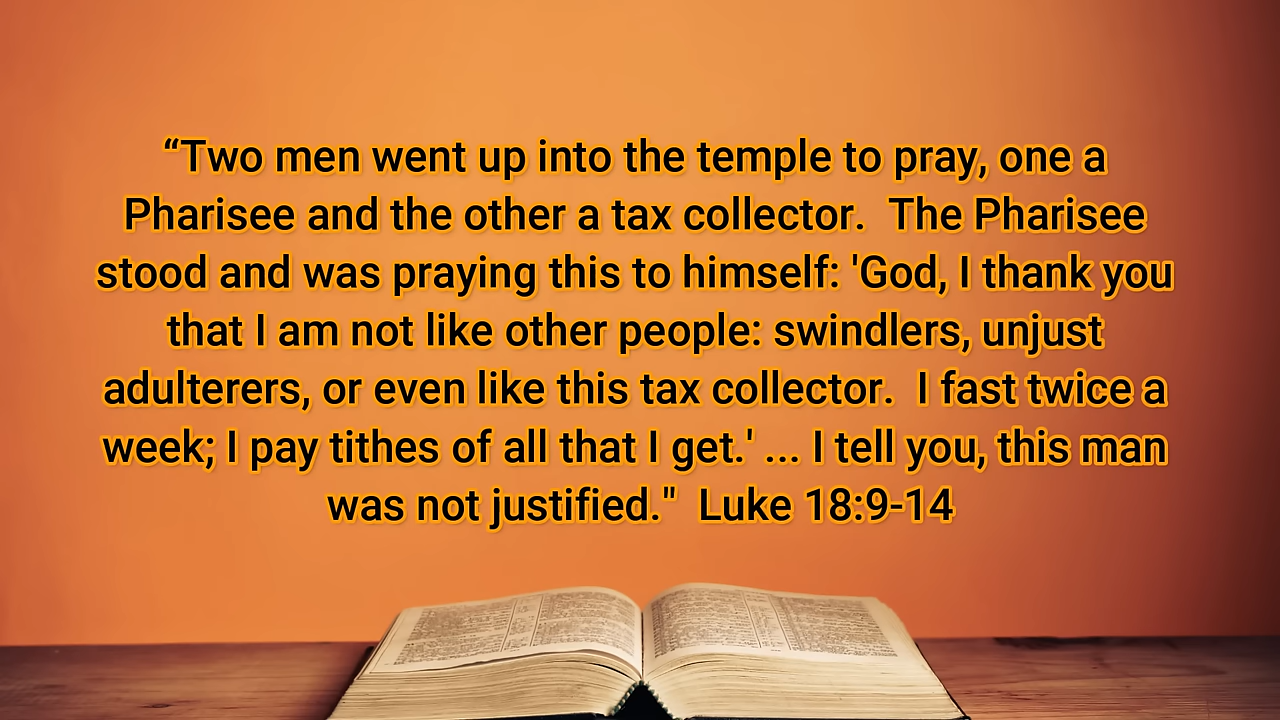 “Two men went up into the temple to pray, one a
Pharisee and the other a tax collector.  The Pharisee
stood and was praying this to himself: 'God, I thank you
that I am not like other people: swindlers, unjust
adulterers, or even like this tax collector.  I fast twice a
week; I pay tithes of all that I get.' ... I tell you, this man
was not justified."  Luke 18:9-14